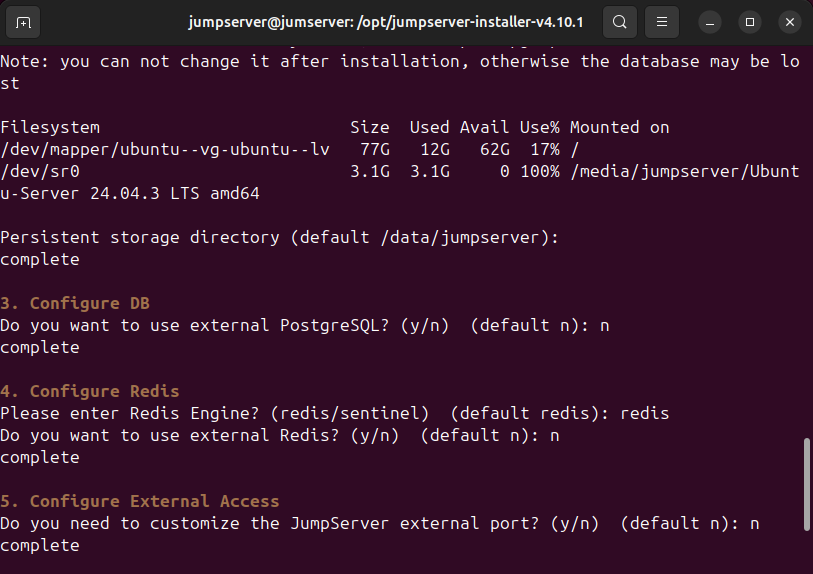 jumpserver@jumserver: /opt/jumpserver-installer-v4.10.1
Note: you can not change it after installation, otherwise the database may be lo
st
Filesystem                         Size  Used Avail Use% Mounted on
/dev/mapper/ubuntu--vg-ubuntu--lv   77G   12G   62G  17% /
/dev/sr0                           3.1G  3.1G     0 100% /media/jumpserver/Ubunt
u-Server 24.04.3 LTS amd64
Persistent storage directory (default /data/jumpserver):
complete
3. Configure DB
Do you want to use external PostgreSQL? (y/n)  (default n): n
complete
4. Configure Redis
Please enter Redis Engine? (redis/sentinel)  (default redis): redis
Do you want to use external Redis? (y/n)  (default n): n
complete
5. Configure External Access
Do you need to customize the JumpServer external port? (y/n)  (default n): n
complete